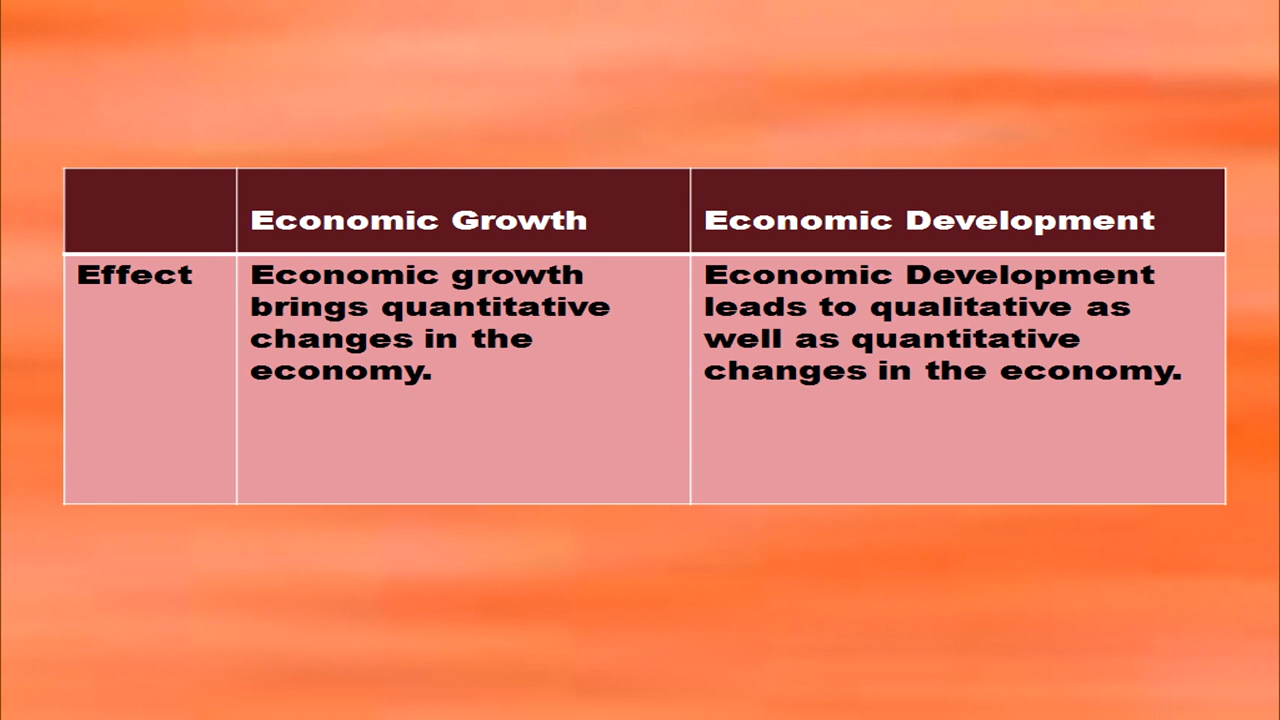 Economic Growth
Economic Development
Effect
Economic growth
brings quantitative
changes in the
economy.
Economic Development
leads to qualitative as
well as quantitative
changes in the economy.